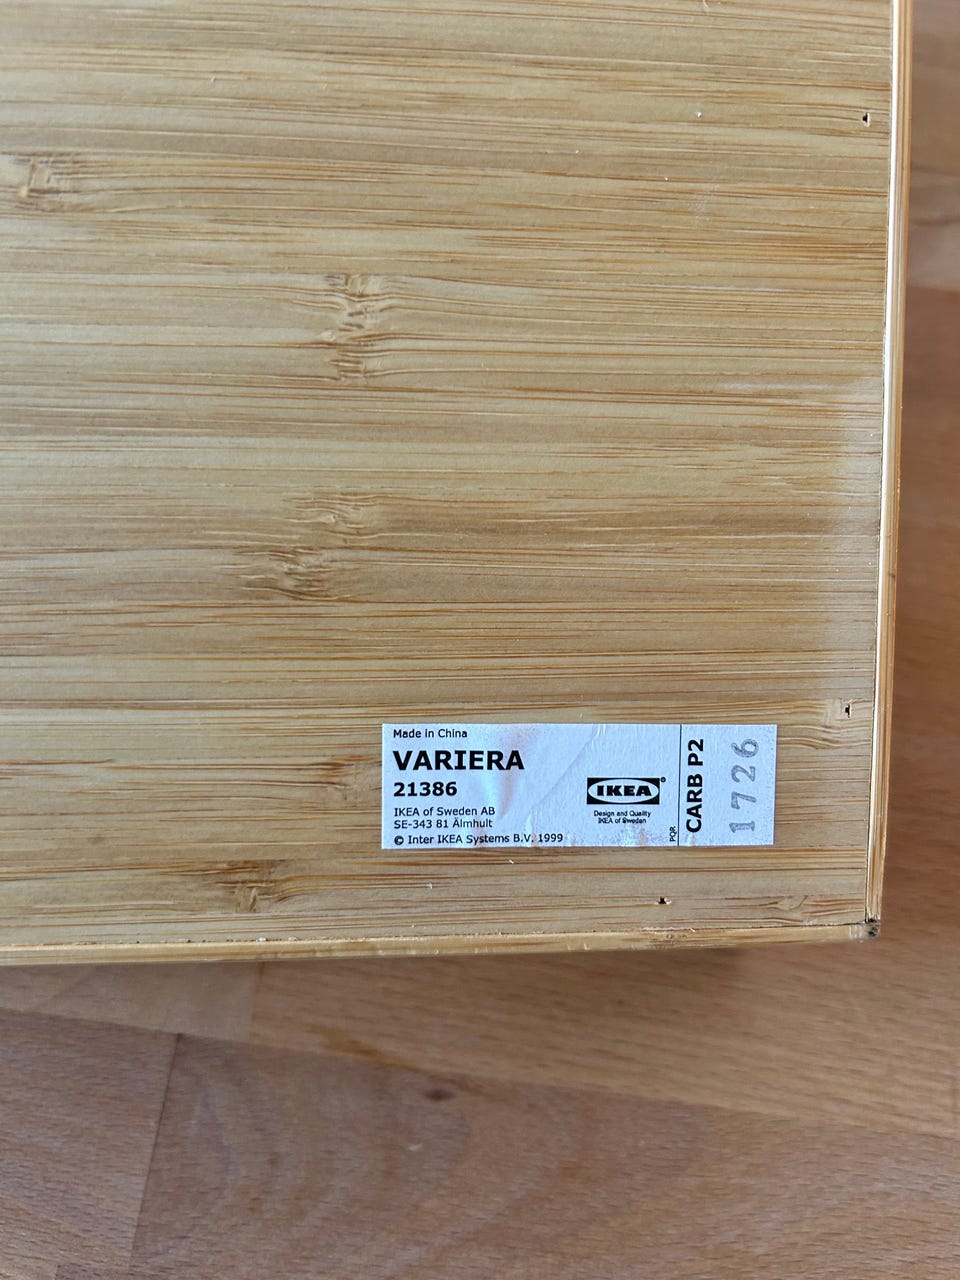 Made in China
VARIERA
21386
IKEA of Sweden AB
SE-343 81 Älmhult
© Inter IKEA Systems B.V. 1999
IKEA®
Design and Quality
IKEA of Sweden
PQR
CARB P2
1726